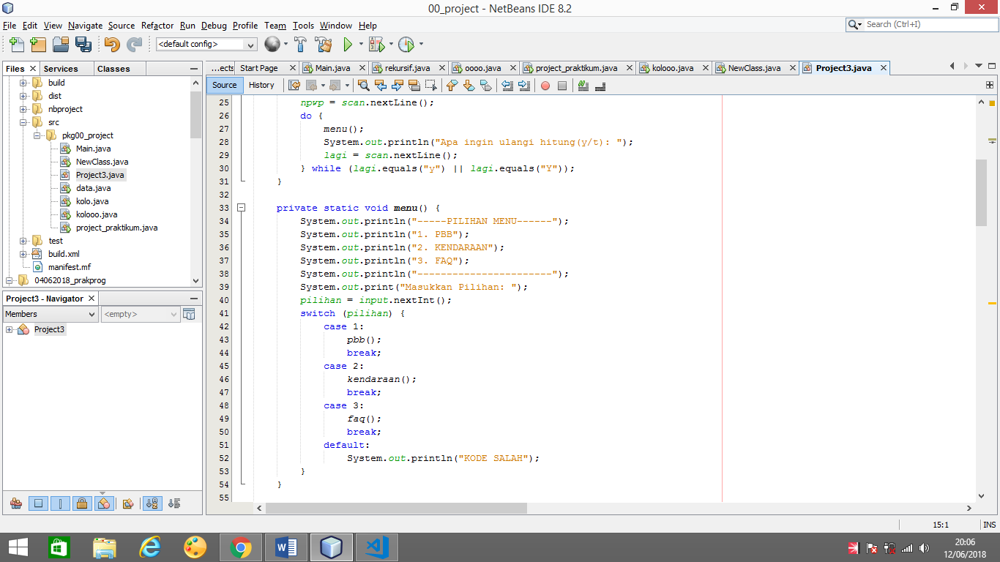 00_project - NetBeans IDE 8.2
File Edit View Navigate Source Refactor Run Debug Profile Team Tools Window Help
Search (Ctrl+I)
<default config>
Files Services Classes
...ects Start Page Main.java rekursif.java oooo.java project_praktikum.java kolooo.java NewClass.java Project3.java
Source History
build
dist
nbproject
src
pkg00_project
Main.java
NewClass.java
Project3.java
data.java
kolo.java
kolooo.java
project_praktikum.java
test
build.xml
manifest.mf
04062018_prakprog
Project3 - Navigator
Members <empty>
Project3
25 npwp = scan.nextLine();
26 do {
27 menu();
28 System.out.println("Apa ingin ulangi hitung(y/t): ");
29 lagi = scan.nextLine();
30 } while (lagi.equals("y") || lagi.equals("Y"));
31 }
32
33 private static void menu() {
34 System.out.println("-----PILIHAN MENU------");
35 System.out.println("1. PBB");
36 System.out.println("2. KENDARAAN");
37 System.out.println("3. FAQ");
38 System.out.println("-----------------------");
39 System.out.print("Masukkan Pilihan: ");
40 pilihan = input.nextInt();
41 switch (pilihan) {
42 case 1:
43 pbb();
44 break;
45 case 2:
46 kendaraan();
47 break;
48 case 3:
49 faq();
50 break;
51 default:
52 System.out.println("KODE SALAH");
53 }
54 }
55
15:1 INS
20:06
12/06/2018